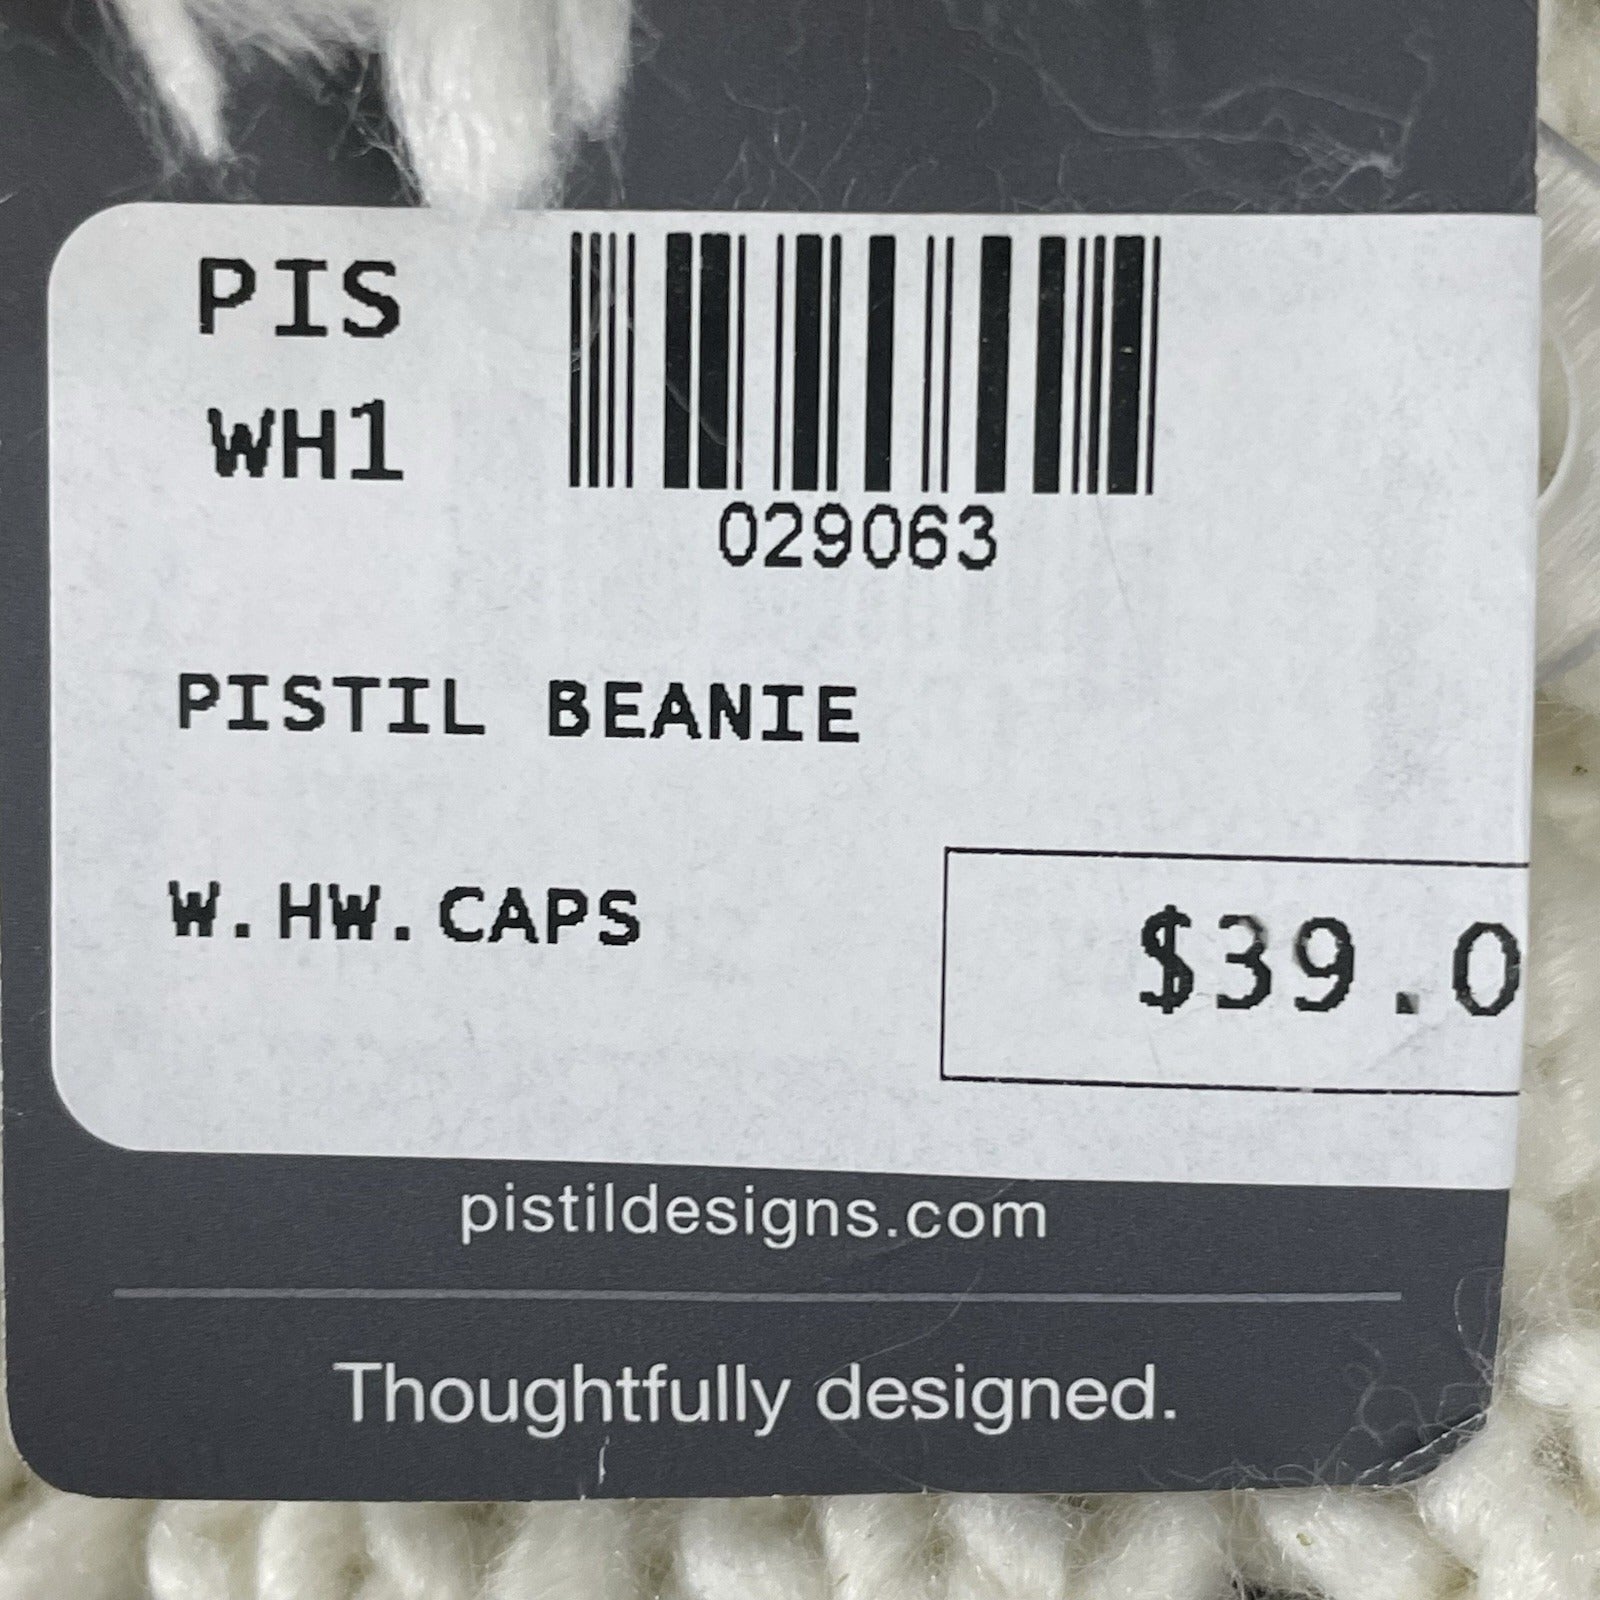 PIS
WH1
029063
PISTIL BEANIE
W.HW.CAPS
$39.0
pistildesigns.com
Thoughtfully designed.